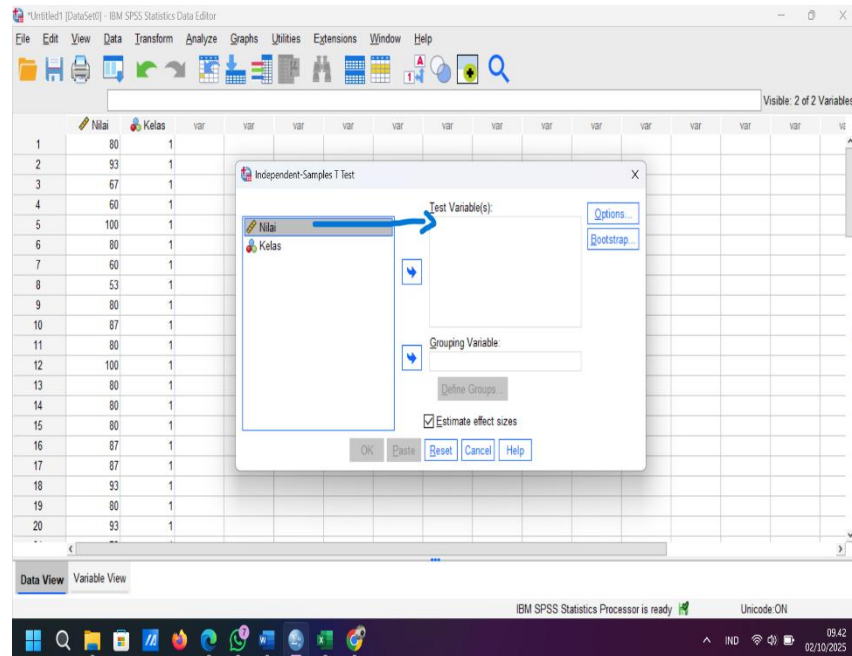 *Untitled1 [DataSet0] - IBM SPSS Statistics Data Editor
File Edit View Data Transform Analyze Graphs Utilities Extensions Window Help
Visible: 2 of 2 Variables
Nilai Kelas var var var var var var var var var var var var var
1 80 1
2 93 1
3 67 1
4 60 1
5 100 1
6 80 1
7 60 1
8 53 1
9 80 1
10 87 1
11 80 1
12 100 1
13 80 1
14 80 1
15 80 1
16 87 1
17 87 1
18 93 1
19 80 1
20 93 1
Independent-Samples T Test
Test Variable(s):
Options...
Nilai
Bootstrap...
Kelas
Grouping Variable:
Define Groups...
Estimate effect sizes
OK Paste Reset Cancel Help
Data View Variable View
IBM SPSS Statistics Processor is ready Unicode:ON
IND 09.42
02/10/2025